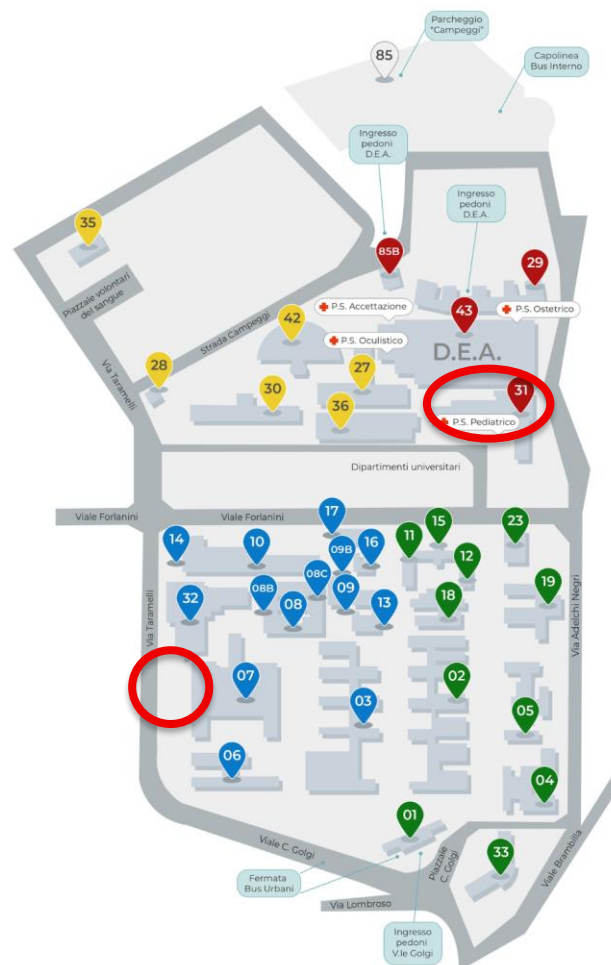 Parcheggio
"Campeggi"
85
Capolinea
Bus Interno
Ingresso
pedoni
D.E.A.
Ingresso
pedoni
D.E.A.
35
85B
29
Piazzale volontari
del sangue
P.S. Accettazione
43
P.S. Ostetrico
42
Strada Campeggi
P.S. Oculistico
D.E.A.
28
27
30
36
31
P.S. Pediatrico
Via Taramelli
Dipartimenti universitari
Viale Forlanini
Viale Forlanini
17
15
23
14
10
09B
16
11
12
08C
32
08B
08
09
13
18
19
Via Taramelli
Via Adelchi Negri
07
03
02
05
06
04
01
33
Viale C. Golgi
Piazzale
C. Golgi
Viale Brambilla
Fermata
Bus Urbani
Via Lombroso
Ingresso
pedoni
V.le Golgi